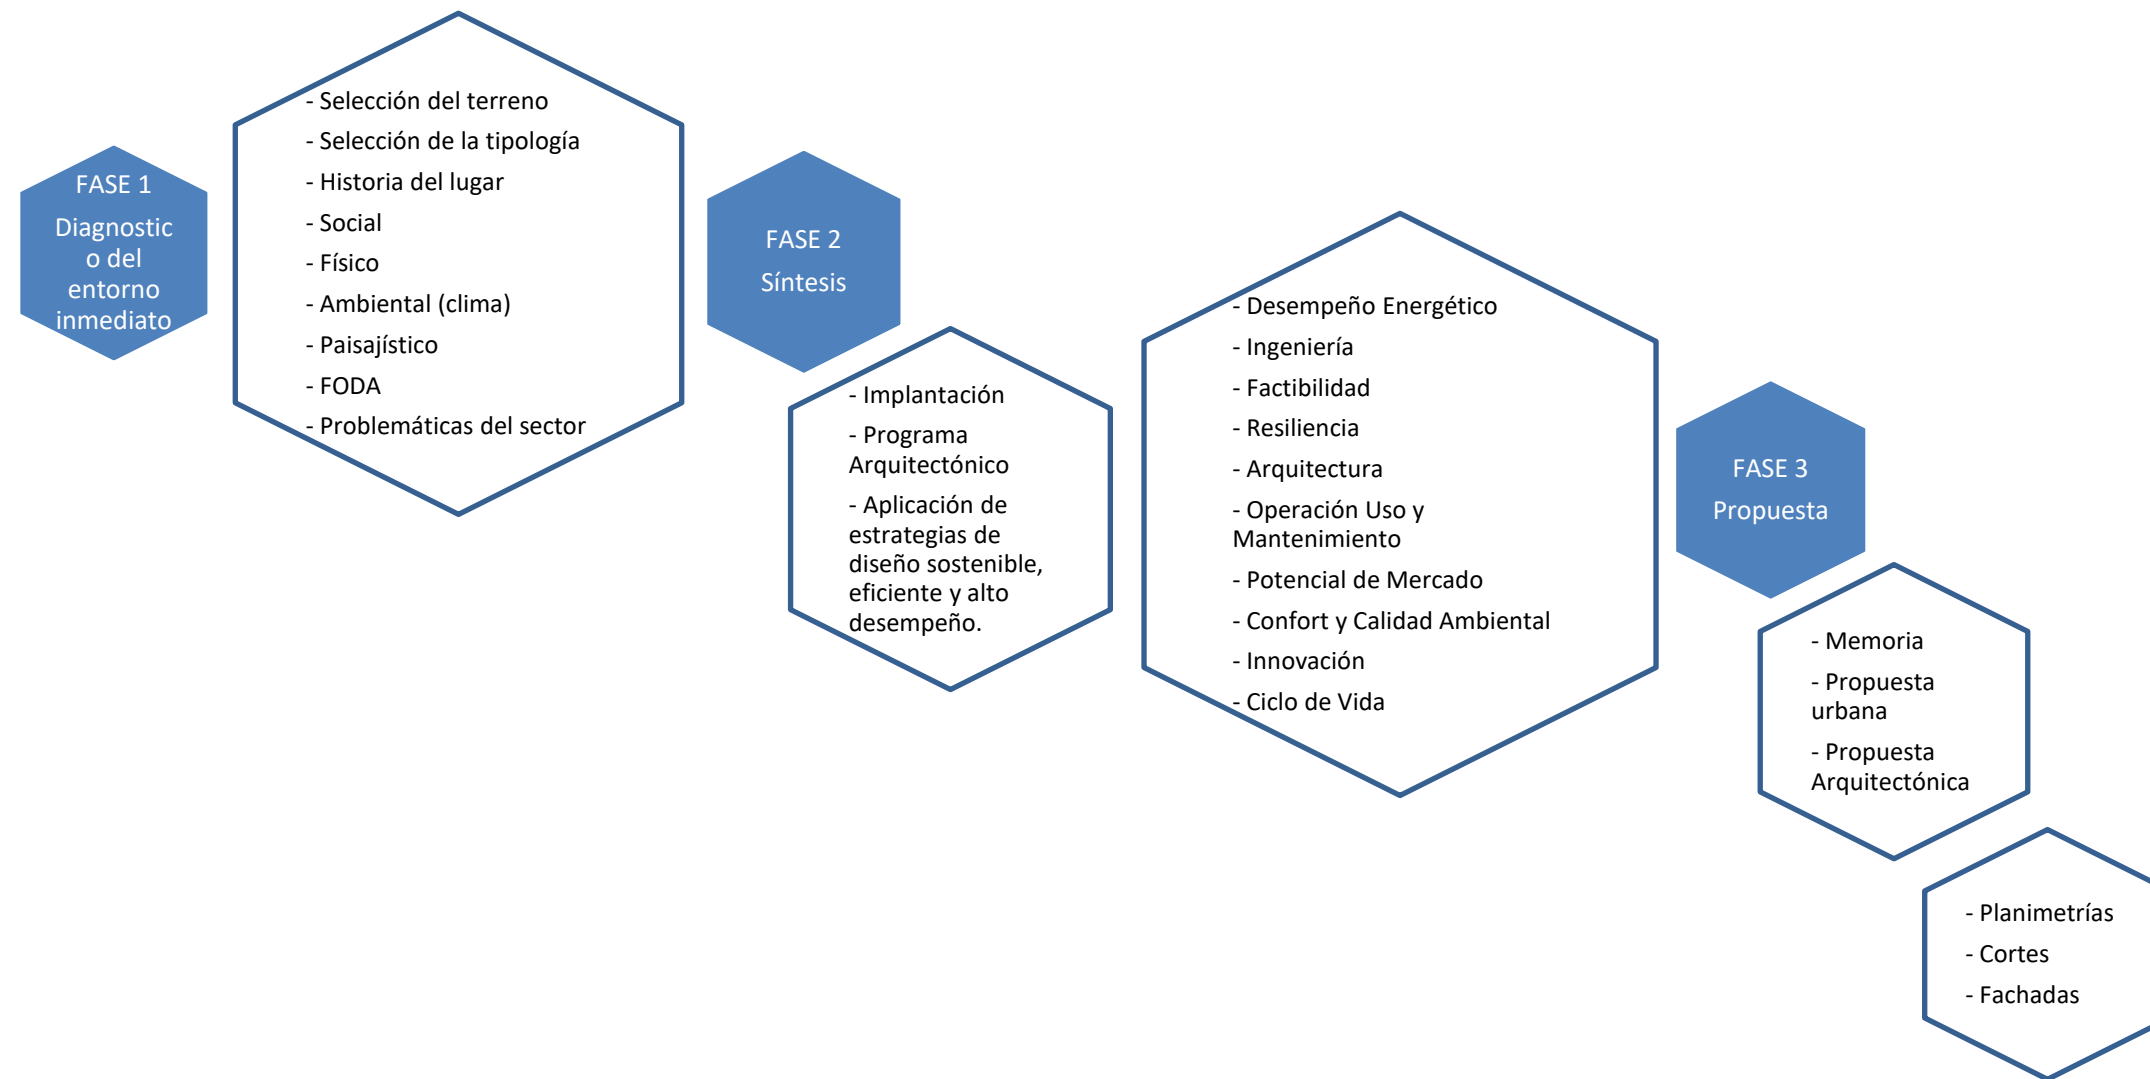 FASE 1
Diagnostic
o del
entorno
inmediato
- Selección del terreno
- Selección de la tipología
- Historia del lugar
- Social
- Físico
- Ambiental (clima)
- Paisajístico
- FODA
- Problemáticas del sector
FASE 2
Síntesis
- Implantación
- Programa
Arquitectónico
- Aplicación de
estrategias de
diseño sostenible,
eficiente y alto
desempeño.
- Desempeño Energético
- Ingeniería
- Factibilidad
- Resiliencia
- Arquitectura
- Operación Uso y
Mantenimiento
- Potencial de Mercado
- Confort y Calidad Ambiental
- Innovación
- Ciclo de Vida
FASE 3
Propuesta
- Memoria
- Propuesta
urbana
- Propuesta
Arquitectónica
- Planimetrías
- Cortes
- Fachadas